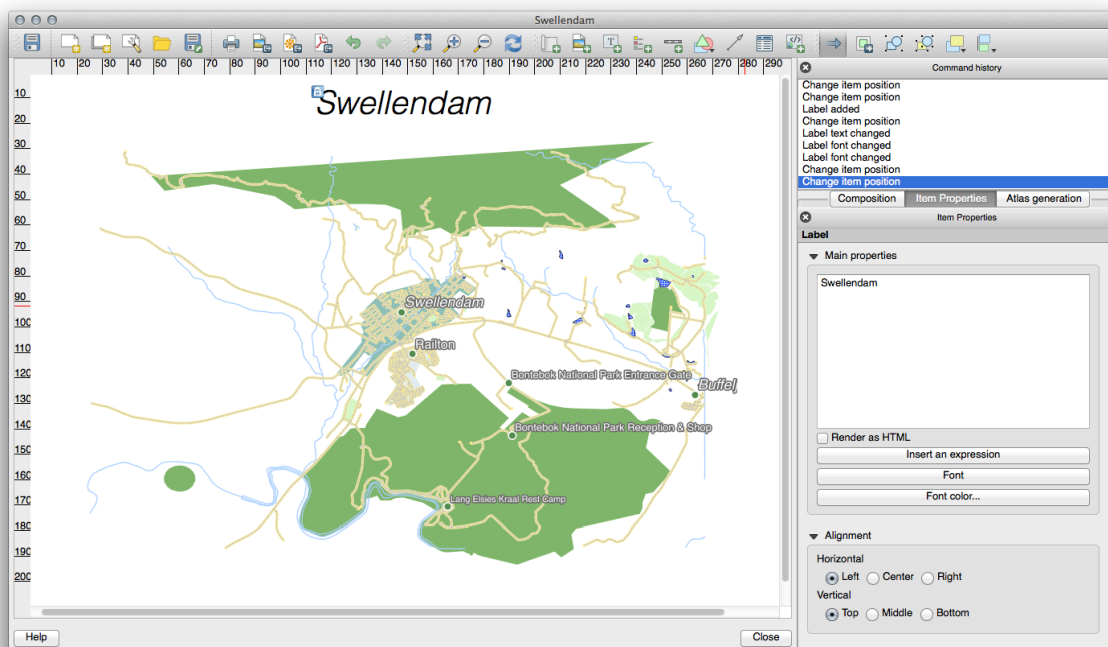 Swellendam
10 20 30 40 50 60 70 80 90 100 110 120 130 140 150 160 170 180 190 200 210 220 230 240 250 260 270 280 290
Command history
Change item position
Change item position
Label added
Change item position
Label text changed
Label font changed
Label font changed
Change item position
Change item position
Composition Item Properties Atlas generation
Item Properties
Label
Main properties
Swellendam
Render as HTML
Insert an expression
Font
Font color...
Alignment
Horizontal
Left Center Right
Vertical
Top Middle Bottom
10
20
30
40
50
60
70
80
90
100
110
120
130
140
150
160
170
180
190
200
Swellendam
Swellendam
Railton
Bontebok National Park Entrance Gate
Buffel
Bontebok National Park Reception & Shop
Lang Elsies Kraal Rest Camp
Help Close